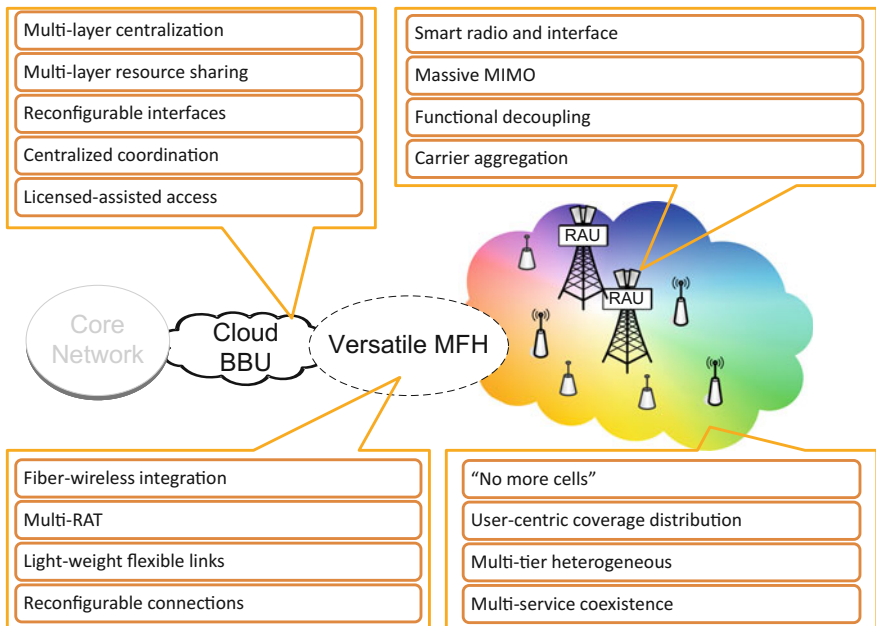 Multi-layer centralization
Multi-layer resource sharing
Reconfigurable interfaces
Centralized coordination
Licensed-assisted access
Smart radio and interface
Massive MIMO
Functional decoupling
Carrier aggregation
RAU
RAU
Core
Network
Cloud
BBU
Versatile MFH
Fiber-wireless integration
Multi-RAT
Light-weight flexible links
Reconfigurable connections
“No more cells”
User-centric coverage distribution
Multi-tier heterogeneous
Multi-service coexistence